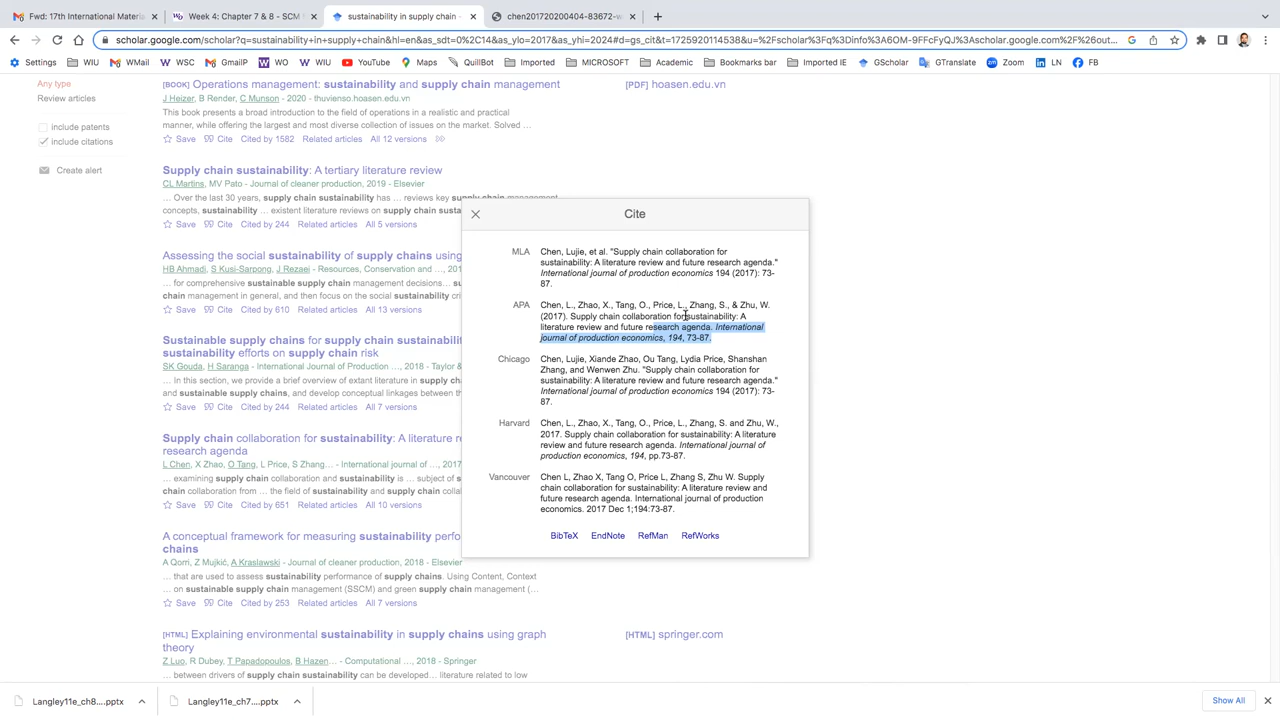 Fwd: 17th International Materia
Week 4: Chapter 7 & 8 - SCM F
sustainability in supply chain -
chen201720200404-83672-w
scholar.google.com/scholar?q=sustainability+in+supply+chain&hl=en&as_sdt=0%2C14&as_ylo=2017&as_yhi=2024#d=gs_cit&t=1725920114538&u=%2Fscholar%3Fq%3Dinfo%3A6OM-9FFcFyQJ%3Ascholar.google.com%2F%26out...
Settings WIU WMail WSC GmailP WO WIU YouTube QuillBot Maps Imported MICROSOFT Academic Bookmarks bar Imported IE GScholar GTranslate Zoom LN FB
Any type
Review articles
include patents
include citations
Create alert
[BOOK] Operations management: sustainability and supply chain management
[PDF] hoasen.edu.vn
J Heizer, B Render, C Munson - 2020 - thuvienso.hoasen.edu.vn
This book presents a broad introduction to the field of operations in a realistic and practical
manner, while offering the largest and most diverse collection of issues on the market. Solved ...
Save Cite Cited by 1582 Related articles All 12 versions
Supply chain sustainability: A tertiary literature review
CL Martins, MV Pato - Journal of cleaner production, 2019 - Elsevier
... Over the last 30 years, supply chain sustainability has ... reviews key supply chain management
concepts, sustainability ... existent literature reviews on supply chain susta
Save Cite Cited by 244 Related articles All 5 versions
Assessing the social sustainability of supply chains using
HB Ahmadi, S Kusi-Sarpong, J Rezaei - Resources, Conservation and ..., 201
... for comprehensive sustainable supply chain management decisions...
chain management in general, and then focus on the social sustainability cri
Save Cite Cited by 610 Related articles All 13 versions
Sustainable supply chains for supply chain sustainabil
sustainability efforts on supply chain risk
SK Gouda, H Saranga - International Journal of Production ..., 2018 - Taylor &
... In this section, we provide a brief overview of extant literature in supply ch
and sustainable supply chains, and develop conceptual linkages between th
Save Cite Cited by 244 Related articles All 7 versions
Supply chain collaboration for sustainability: A literature re
research agenda
L Chen, X Zhao, O Tang, L Price, S Zhang... - International journal of ..., 2017
... examining supply chain collaboration and sustainability is ... subject of s
chain collaboration from ... the field of sustainability and supply chain colla
Save Cite Cited by 651 Related articles All 10 versions
A conceptual framework for measuring sustainability perfo
chains
A Qorri, Z Mujkić, A Kraslawski - Journal of cleaner production, 2018 - Elsevier
... that are used to assess sustainability performance of supply chains. Using Content, Context
... on sustainable supply chain management (SSCM) and green supply chain management (...
Save Cite Cited by 253 Related articles All 7 versions
[HTML] Explaining environmental sustainability in supply chains using graph
theory
[HTML] springer.com
Z Luo, R Dubey, T Papadopoulos, B Hazen... - Computational ..., 2018 - Springer
... between drivers of supply chain sustainability can be developed... literature related to low
Cite
MLA
Chen, Lujie, et al. "Supply chain collaboration for
sustainability: A literature review and future research agenda."
International journal of production economics 194 (2017): 73-
87.
APA
Chen, L., Zhao, X., Tang, O., Price, L., Zhang, S., & Zhu, W.
(2017). Supply chain collaboration for sustainability: A
literature review and future research agenda. International
journal of production economics, 194, 73-87.
Chicago
Chen, Lujie, Xiande Zhao, Ou Tang, Lydia Price, Shanshan
Zhang, and Wenwen Zhu. "Supply chain collaboration for
sustainability: A literature review and future research agenda."
International journal of production economics 194 (2017): 73-
87.
Harvard
Chen, L., Zhao, X., Tang, O., Price, L., Zhang, S. and Zhu, W.,
2017. Supply chain collaboration for sustainability: A literature
review and future research agenda. International journal of
production economics, 194, pp.73-87.
Vancouver
Chen L, Zhao X, Tang O, Price L, Zhang S, Zhu W. Supply
chain collaboration for sustainability: A literature review and
future research agenda. International journal of production
economics. 2017 Dec 1;194:73-87.
BibTeX EndNote RefMan RefWorks
Langley11e_ch8....pptx
Langley11e_ch7....pptx
Show All